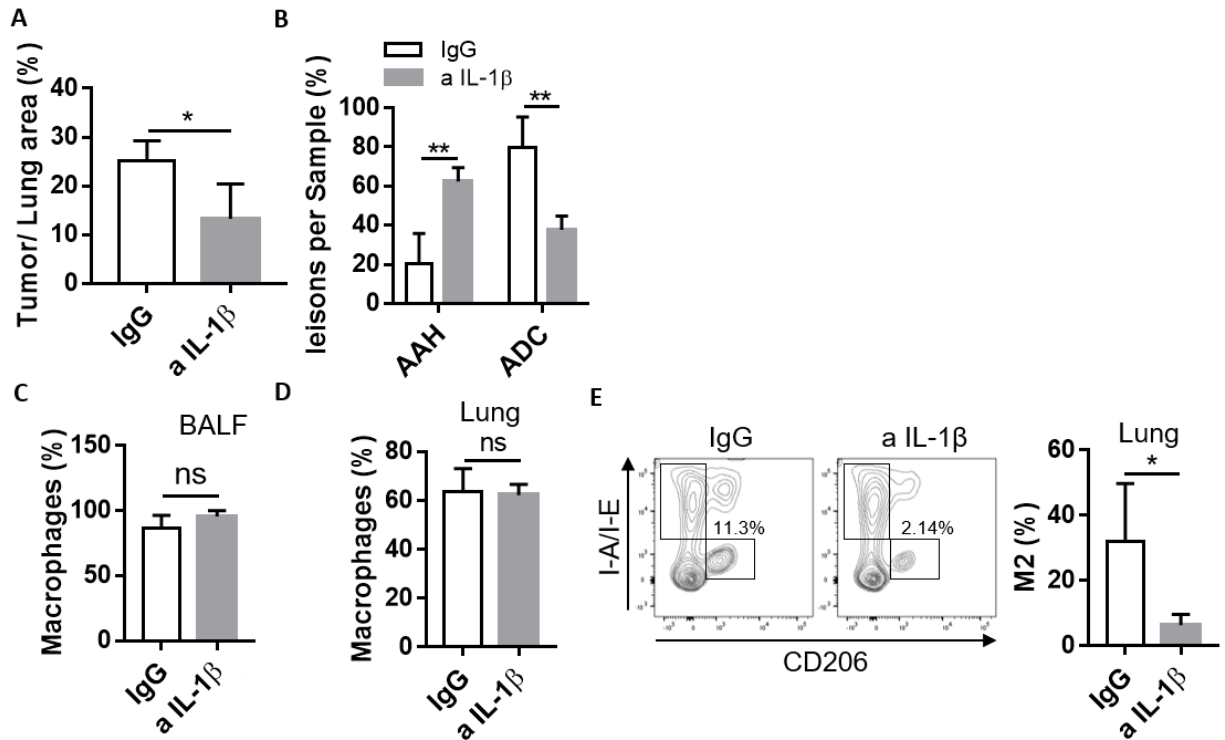 A
Tumor/ Lung area (%)
40
30
20
10
0
*
IgG
a IL-1β
B
IgG
a IL-1β
leisons per Sample (%)
100
80
60
40
20
0
**
**
AAH
ADC
C
BALF
Macrophages (%)
150
100
50
0
ns
IgG
a IL-1β
D
Lung
Macrophages (%)
80
60
40
20
0
ns
IgG
a IL-1β
E
IgG
a IL-1β
I-A/I-E
11.3%
2.14%
CD206
Lung
M2 (%)
60
40
20
0
*
IgG
a IL-1β